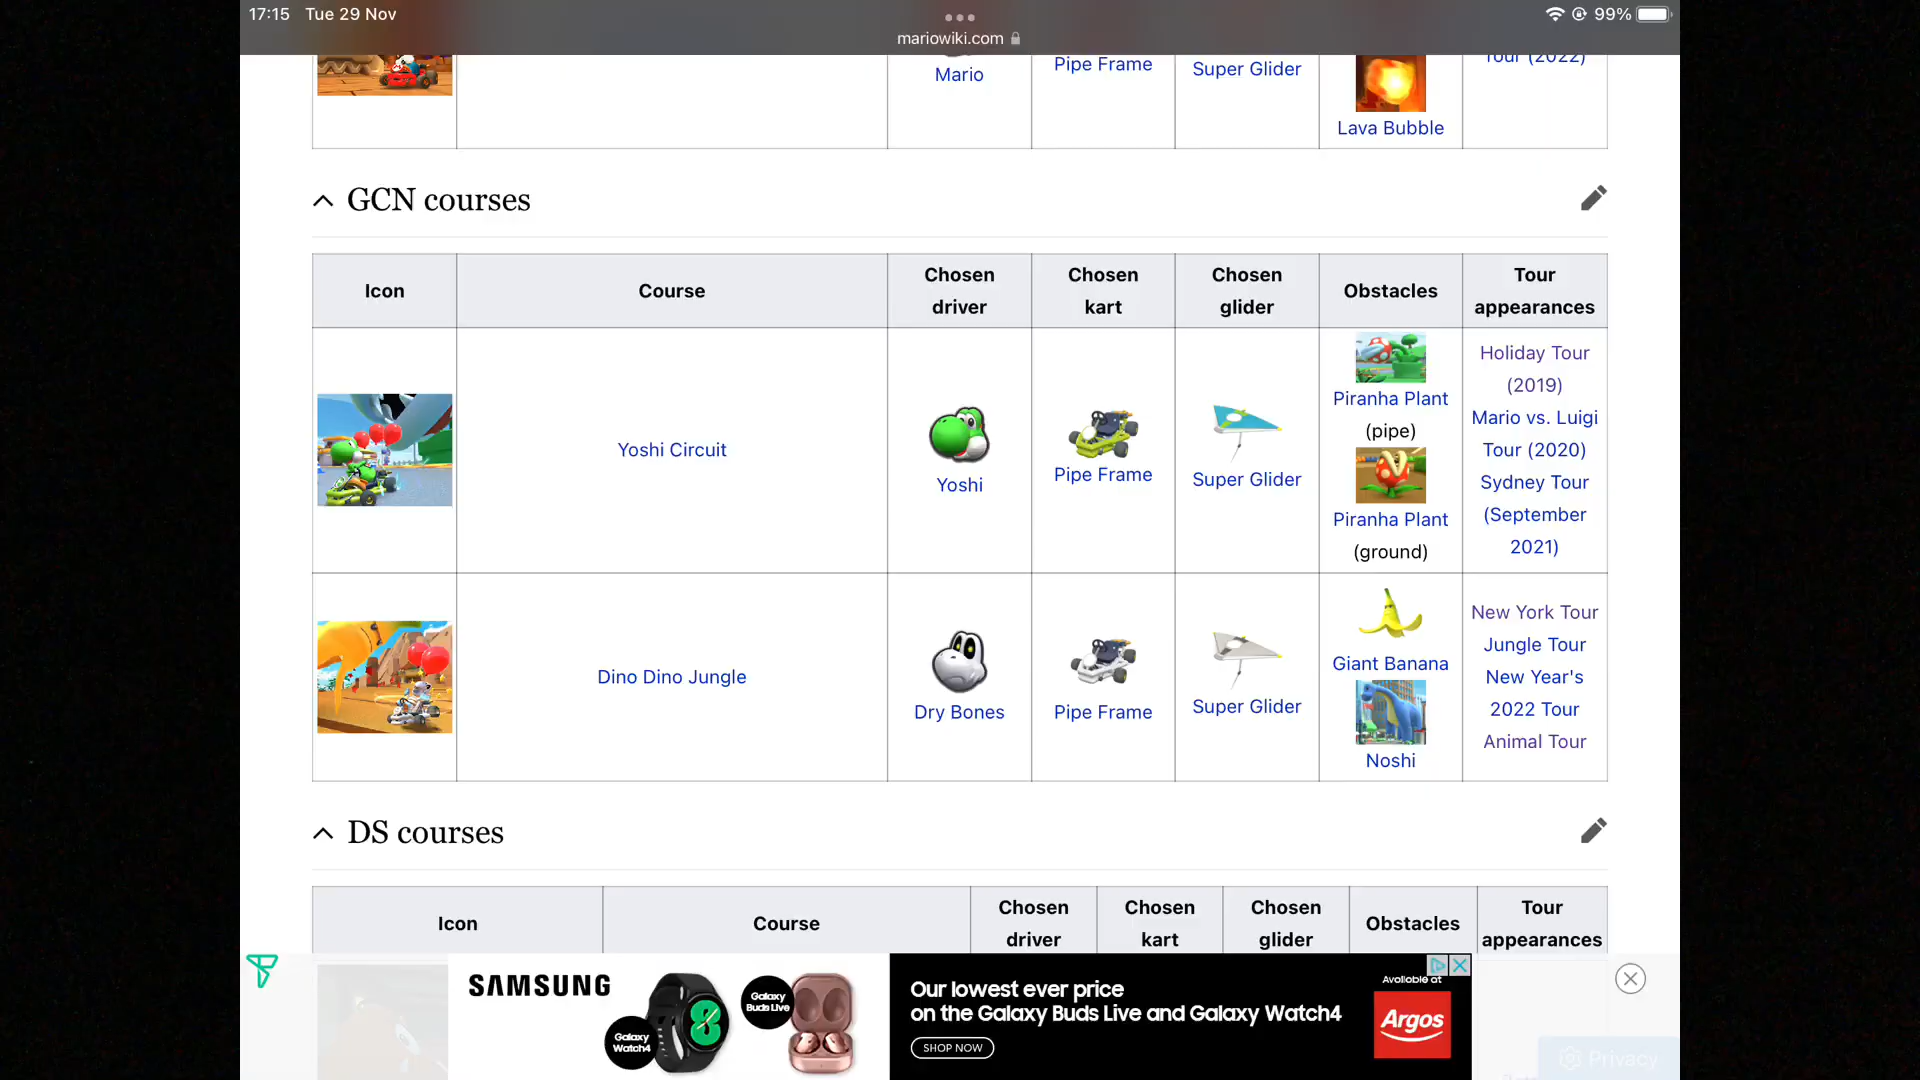 17:15 Tue 29 Nov
99%
mariowiki.com
Mario
Pipe Frame
Super Glider
Lava Bubble
Tour (2022)
GCN courses
Icon
Course
Chosen
driver
Chosen
kart
Chosen
glider
Obstacles
Tour
appearances
Yoshi Circuit
Yoshi
Pipe Frame
Super Glider
Piranha Plant
(pipe)
Piranha Plant
(ground)
Holiday Tour
(2019)
Mario vs. Luigi
Tour (2020)
Sydney Tour
(September
2021)
Dino Dino Jungle
Dry Bones
Pipe Frame
Super Glider
Giant Banana
Noshi
New York Tour
Jungle Tour
New Year's
2022 Tour
Animal Tour
DS courses
Icon
Course
Chosen
driver
Chosen
kart
Chosen
glider
Obstacles
Tour
appearances
SAMSUNG
Galaxy
Watch4
Galaxy
Buds Live
Our lowest ever price
on the Galaxy Buds Live and Galaxy Watch4
SHOP NOW
Available at
Argos
Privacy